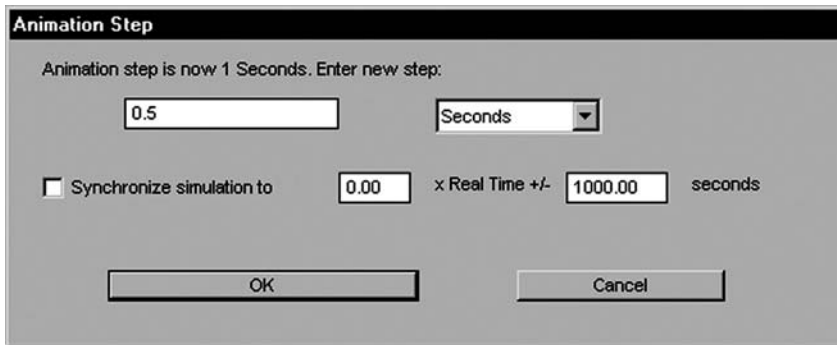 Animation Step
Animation step is now 1 Seconds. Enter new step:
0.5 Seconds
Synchronize simulation to 0.00 x Real Time +/- 1000.00 seconds
OK Cancel